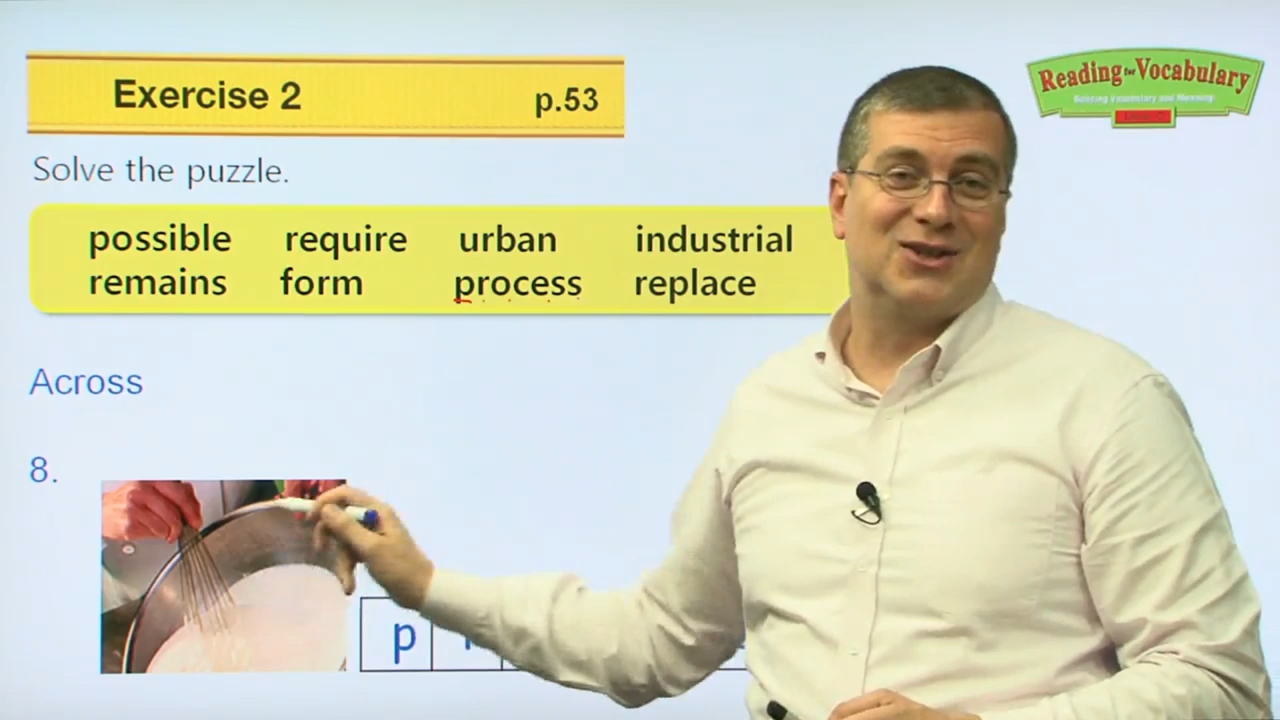 Exercise 2 p.53
Reading for Vocabulary
Solve the puzzle.
possible require urban industrial
remains form process replace
Across
8.
p